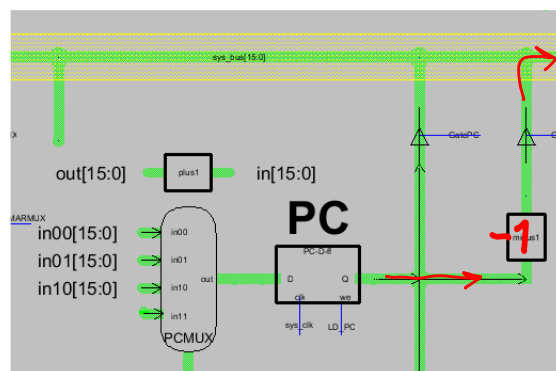 sys_bus[15:0]
GatePC
out[15:0]
plus1
in[15:0]
MARMUX
PC
in00[15:0]
in00
-1
in01[15:0]
in01
PC-D-ff
in10[15:0]
in10
out
D
Q
clk
we
in11
sys_clk
LD_PC
PCMUX